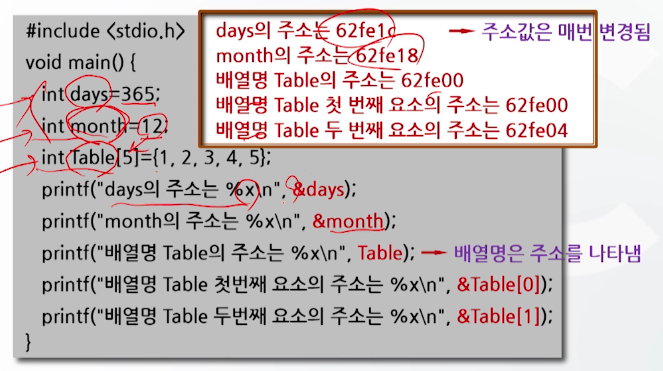 #include <stdio.h>
void main() {
int days=365;
int month=12;
int Table[5]={1, 2, 3, 4, 5};
printf("days의 주소는 %x\n", &days);
printf("month의 주소는 %x\n", &month);
printf("배열명 Table의 주소는 %x\n", Table); → 배열명은 주소를 나타냄
printf("배열명 Table 첫번째 요소의 주소는 %x\n", &Table[0]);
printf("배열명 Table 두번째 요소의 주소는 %x\n", &Table[1]);
}
days의 주소는 62fe1c → 주소값은 매번 변경됨
month의 주소는 62fe18
배열명 Table의 주소는 62fe00
배열명 Table 첫 번째 요소의 주소는 62fe00
배열명 Table 두 번째 요소의 주소는 62fe04